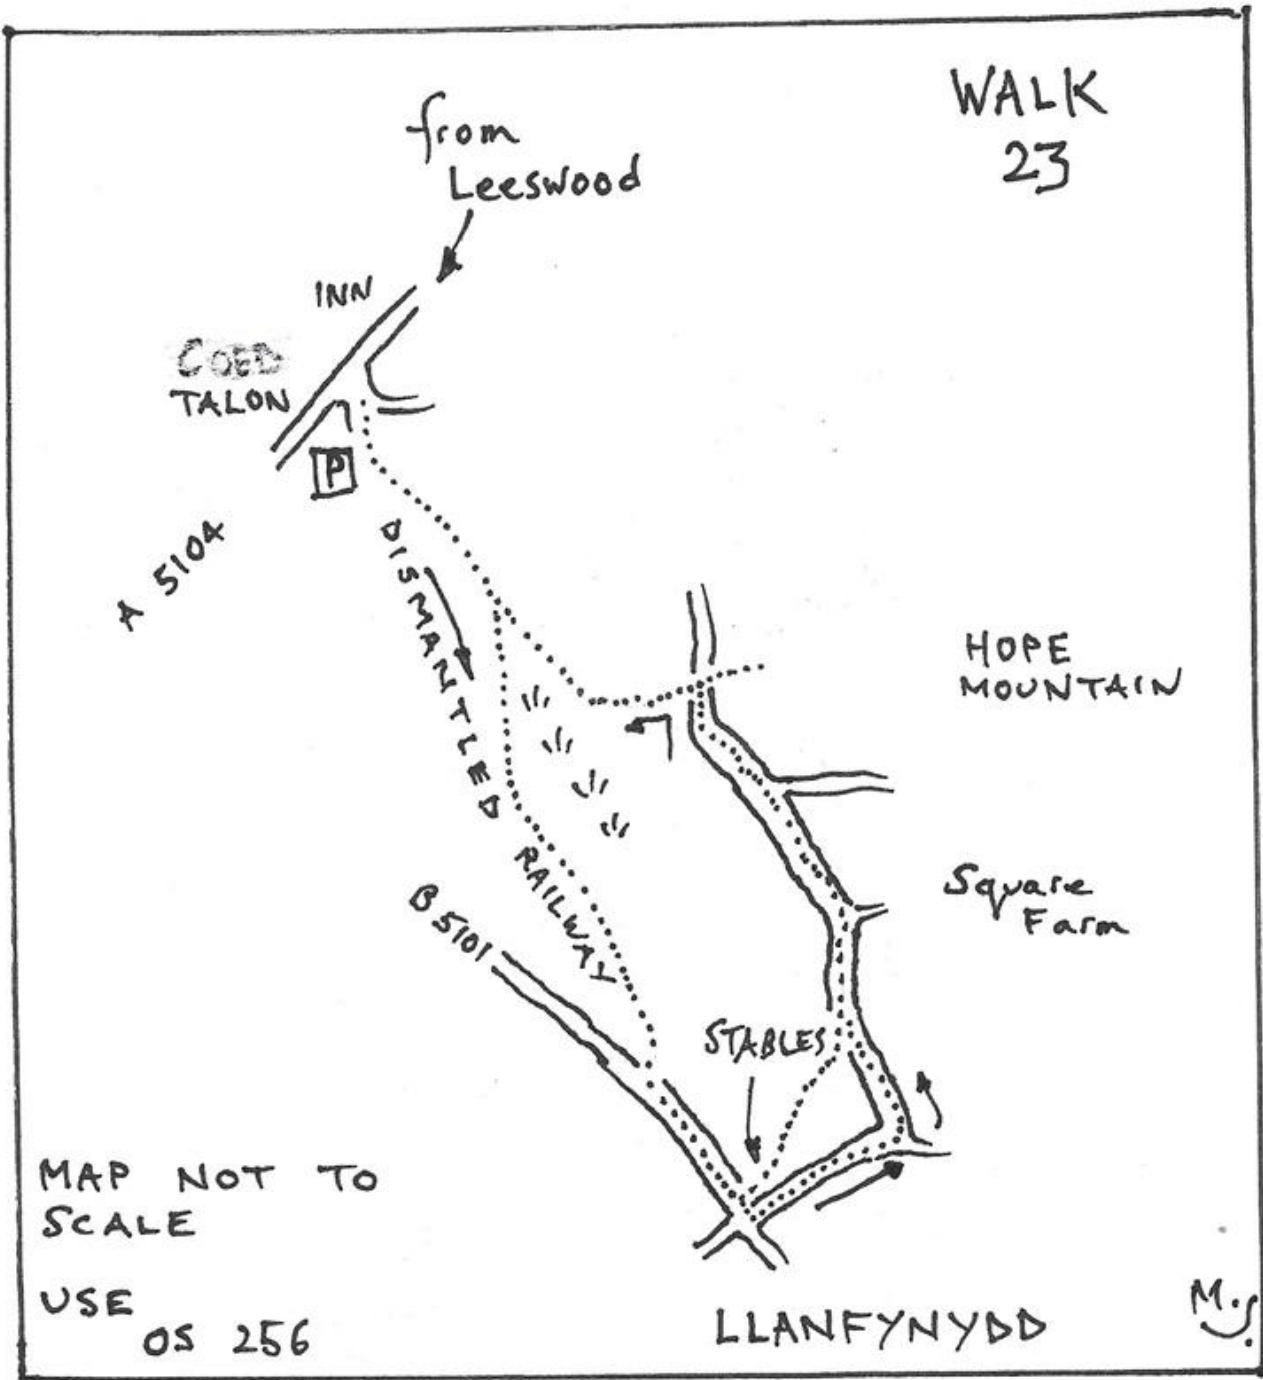 WALK
23
from
Leeswood
INN
COED
TALON
P
A 5104
DISMANTLED RAILWAY
HOPE
MOUNTAIN
Square
Farm
B5101
STABLES
MAP NOT TO
SCALE
USE
OS 256
LLANFYNYDD
M.J.